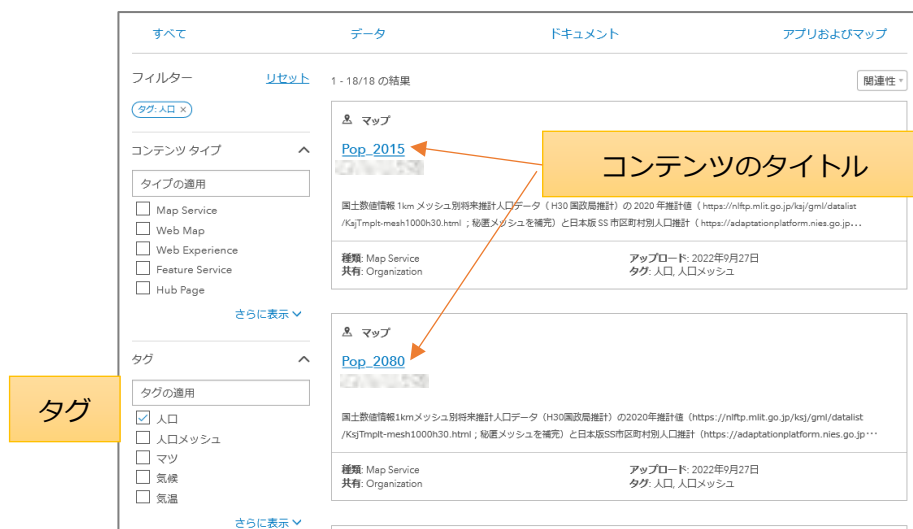 すべて
データ
ドキュメント
アプリおよびマップ
フィルター
リセット
タグ: 人口 ×
1 - 18/18 の結果
関連性
コンテンツ タイプ
タイプの適用
Map Service
Web Map
Web Experience
Feature Service
Hub Page
さらに表示
タグ
タグの適用
人口
人口メッシュ
マツ
気候
気温
さらに表示
タグ
マップ
Pop_2015
コンテンツのタイトル
国土数値情報 1km メッシュ別将来推計人口データ（ H30 国政局推計）の 2020 年推計値（ https://nlftp.mlit.go.jp/ksj/gml/datalist
/KsjTmplt-mesh1000h30.html ；秘匿メッシュを補完）と日本版 SS 市区町村別人口推計（ https://adaptationplatform.nies.go.jp...
種類: Map Service
アップロード: 2022年9月27日
共有: Organization
タグ: 人口, 人口メッシュ
マップ
Pop_2080
国土数値情報1kmメッシュ別将来推計人口データ（H30国政局推計）の2020年推計値（https://nlftp.mlit.go.jp/ksj/gml/datalist
/KsjTmplt-mesh1000h30.html；秘匿メッシュを補完）と日本版SS市区町村別人口推計（https://adaptationplatform.nies.go.jp…
種類: Map Service
アップロード: 2022年9月27日
共有: Organization
タグ: 人口, 人口メッシュ